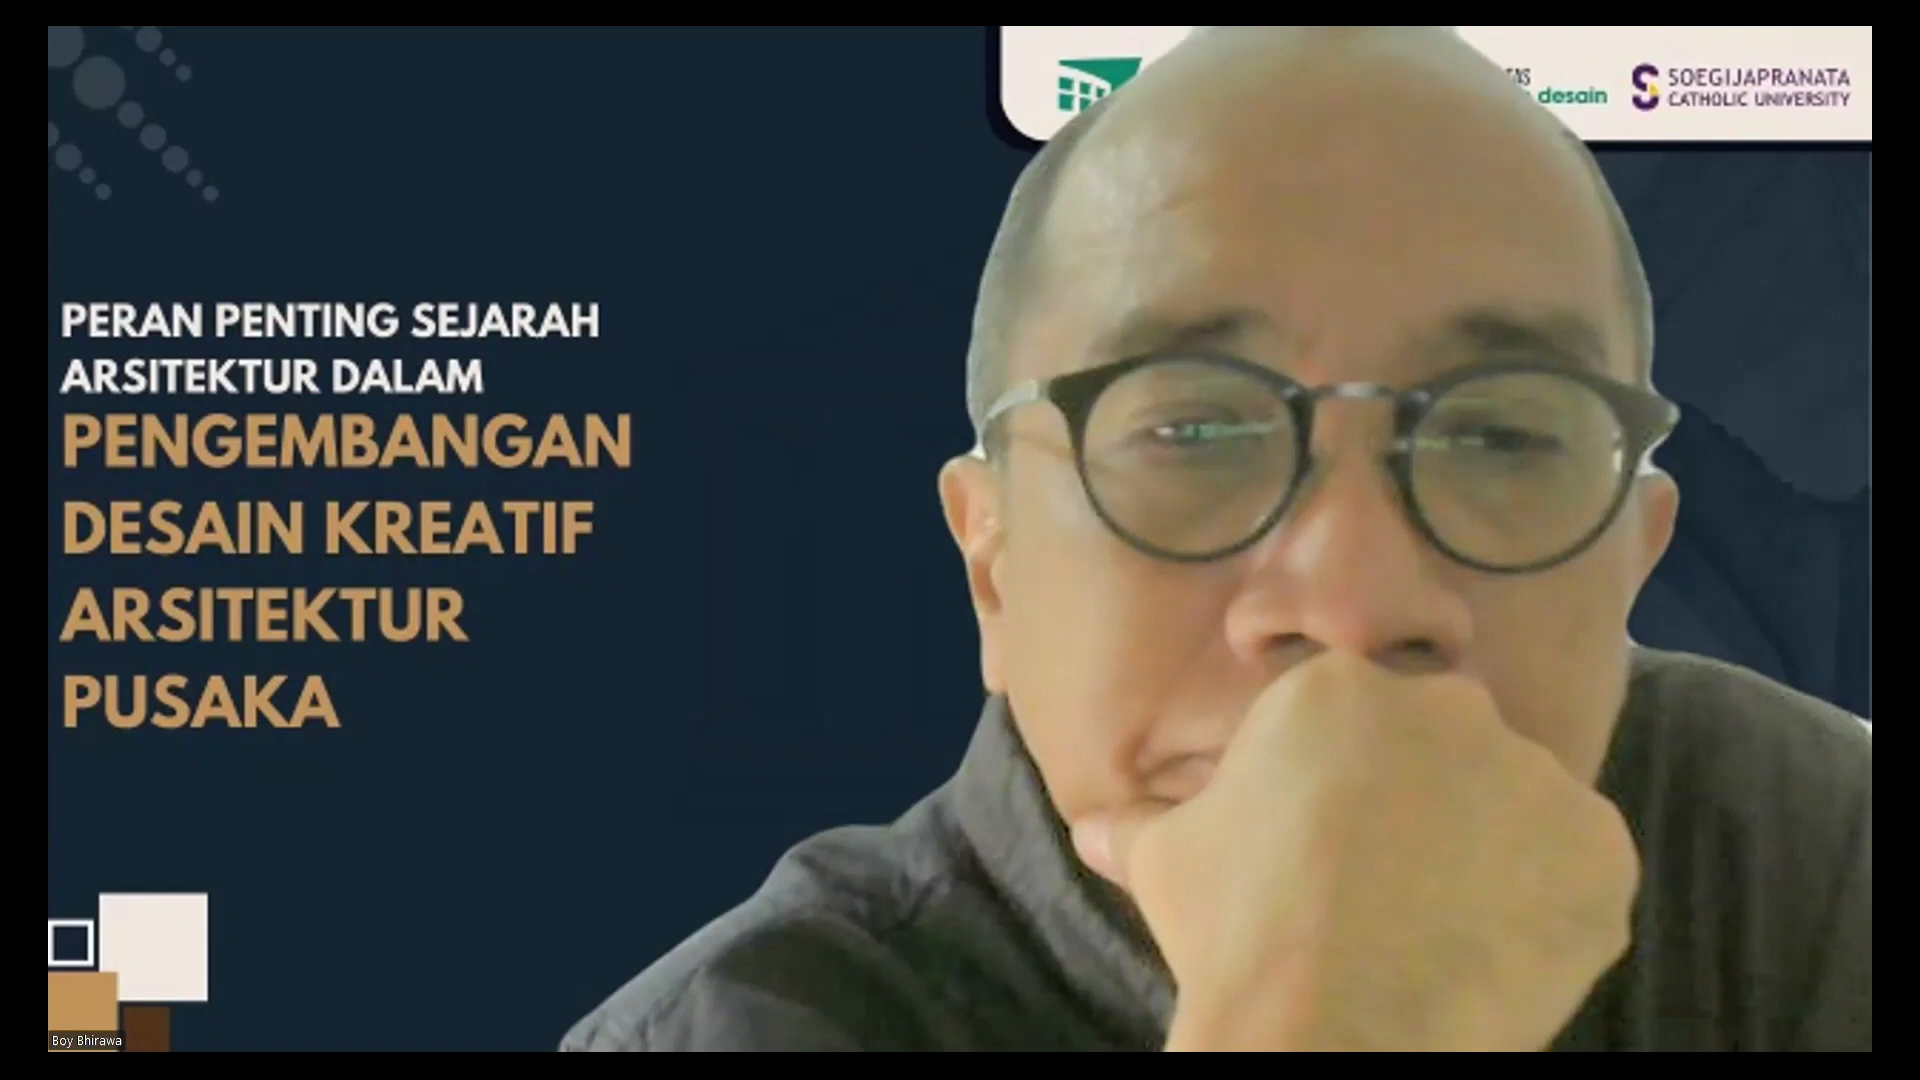 desain
SOEGIJAPRANATA
CATHOLIC UNIVERSITY
PERAN PENTING SEJARAH
ARSITEKTUR DALAM
PENGEMBANGAN
DESAIN KREATIF
ARSITEKTUR
PUSAKA
Boy Bhirawa